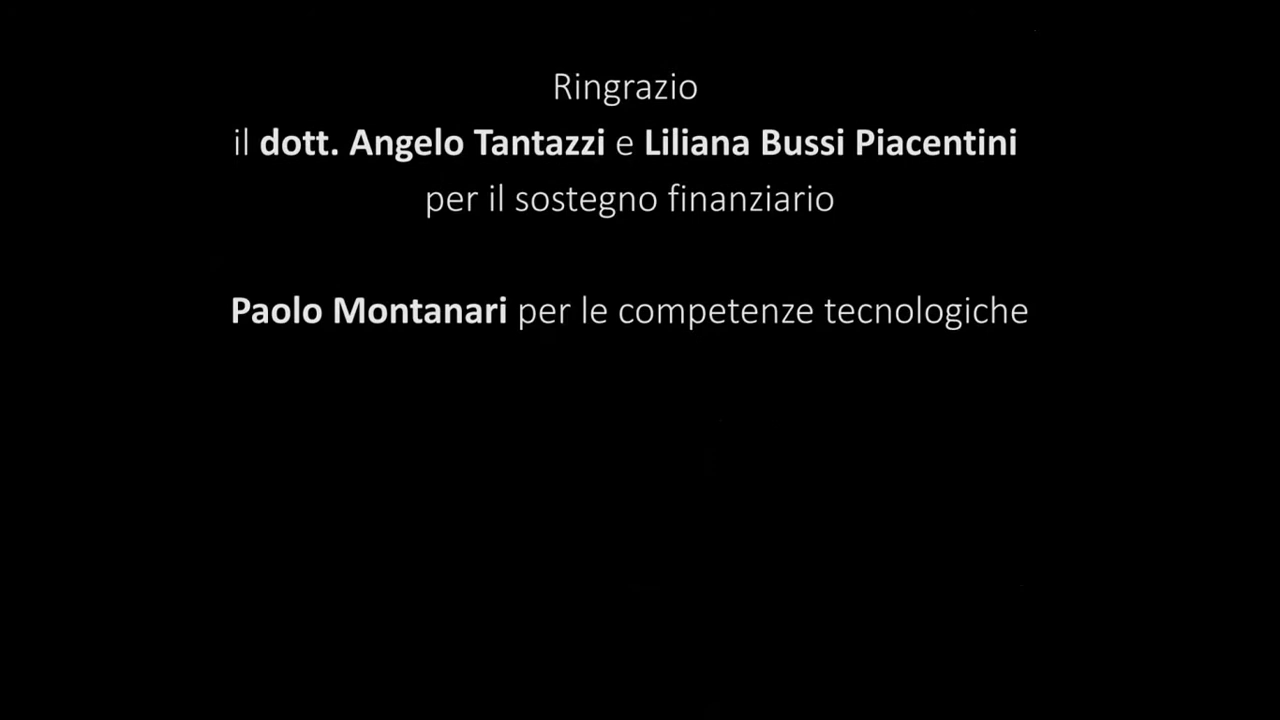 Ringrazio
il dott. Angelo Tantazzi e Liliana Bussi Piacentini
per il sostegno finanziario
Paolo Montanari per le competenze tecnologiche